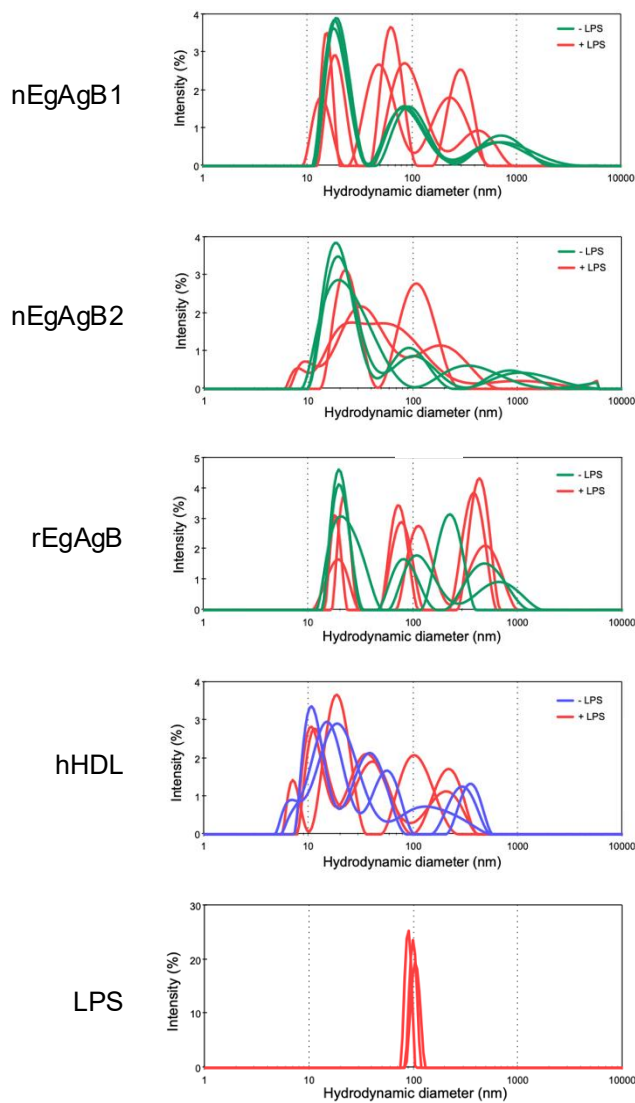 nEgAgB1
Intensity (%)
4
3
2
1
0
- LPS
+ LPS
1
10
100
1000
10000
Hydrodynamic diameter (nm)
nEgAgB2
Intensity (%)
4
3
2
1
0
- LPS
+ LPS
1
10
100
1000
10000
Hydrodynamic diameter (nm)
rEgAgB
Intensity (%)
5
4
3
2
1
0
- LPS
+ LPS
1
10
100
1000
10000
Hydrodynamic diameter (nm)
hHDL
Intensity (%)
4
3
2
1
0
- LPS
+ LPS
1
10
100
1000
10000
Hydrodynamic diameter (nm)
LPS
Intensity (%)
30
20
10
0
1
10
100
1000
10000
Hydrodynamic diameter (nm)